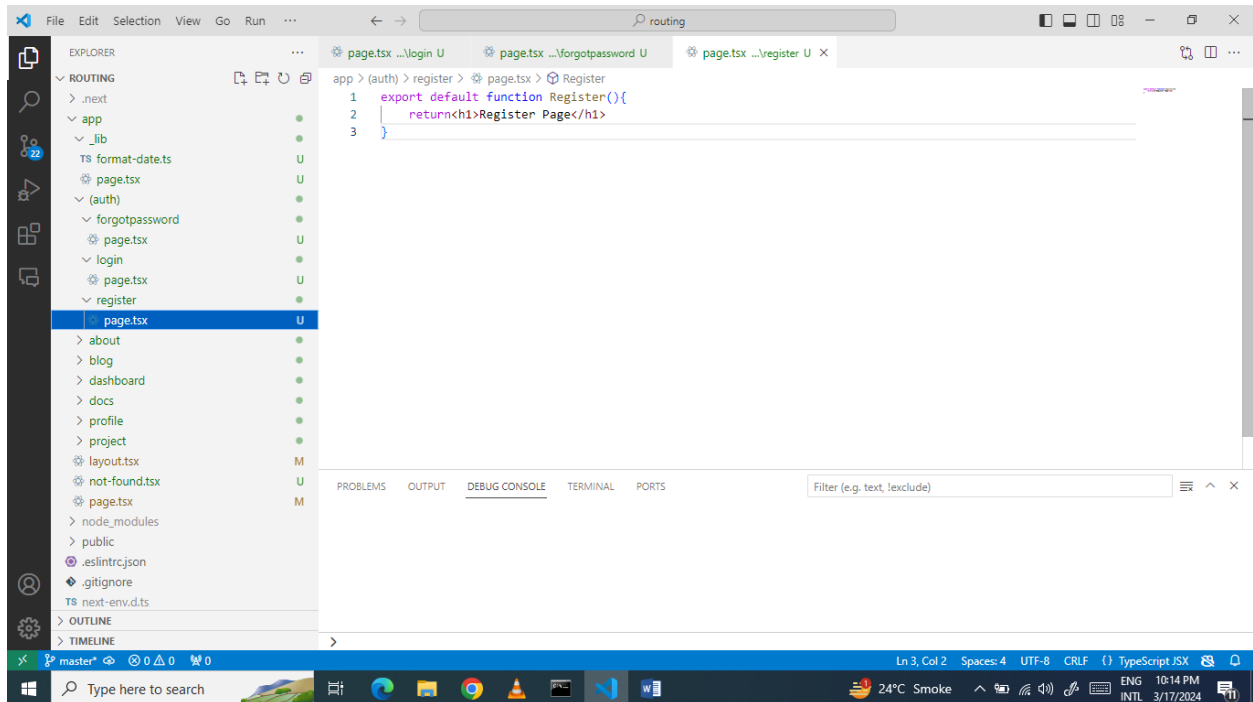 File Edit Selection View Go Run ···
routing
EXPLORER ···
ROUTING
.next
app
_lib
TS format-date.ts U
page.tsx U
(auth)
forgotpassword
page.tsx U
login
page.tsx U
register
page.tsx U
about
blog
dashboard
docs
profile
project
layout.tsx M
not-found.tsx U
page.tsx M
node_modules
public
.eslintrc.json
.gitignore
TS next-env.d.ts
OUTLINE
TIMELINE
page.tsx ...\login U page.tsx ...\forgotpassword U page.tsx ...\register U
app > (auth) > register > page.tsx > Register
1 export default function Register(){
2 return<h1>Register Page</h1>
3 }
PROBLEMS OUTPUT DEBUG CONSOLE TERMINAL PORTS Filter (e.g. text, !exclude)
>
22
master* 0 0 0 Ln 3, Col 2 Spaces: 4 UTF-8 CRLF {} TypeScript JSX
Type here to search 24°C Smoke ENG 10:14 PM
INTL 3/17/2024 11